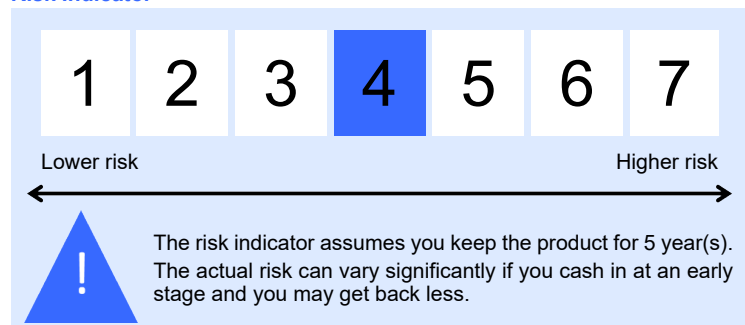 1 2 3 4 5 6 7
Lower risk Higher risk
!
The risk indicator assumes you keep the product for 5 year(s).
The actual risk can vary significantly if you cash in at an early
stage and you may get back less.